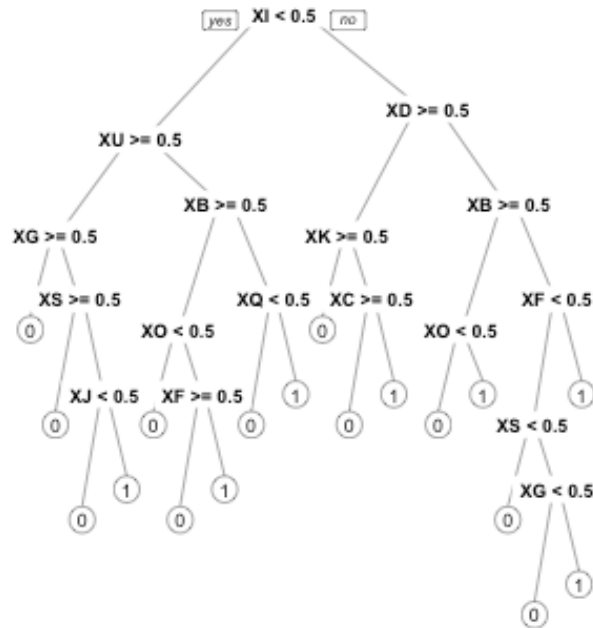 yes XI < 0.5 no
XD >= 0.5
XU >= 0.5
XB >= 0.5 XB >= 0.5
XG >= 0.5 XK >= 0.5
XS >= 0.5 XQ < 0.5 XC >= 0.5 XF < 0.5
0 XO < 0.5 0 XO < 0.5
XJ < 0.5 XF >= 0.5 1 1 1 1
0 0 0 0 0 XS < 0.5
1 1 XG < 0.5
0 0 0
1
0